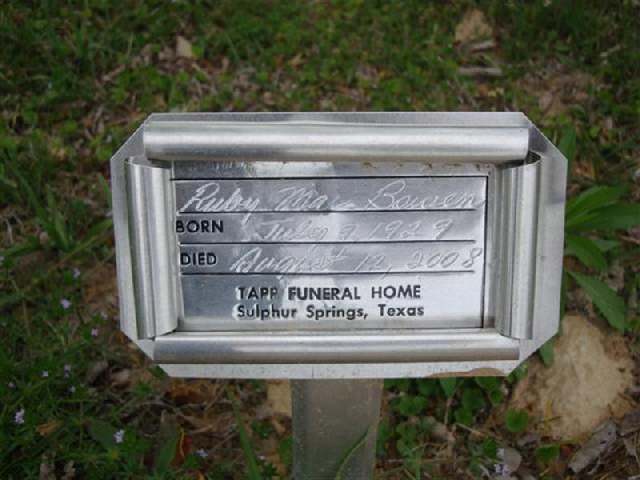 Ruby Mae Bowen
BORN July 7 1929
DIED August 12, 2008
TAPP FUNERAL HOME
Sulphur Springs, Texas